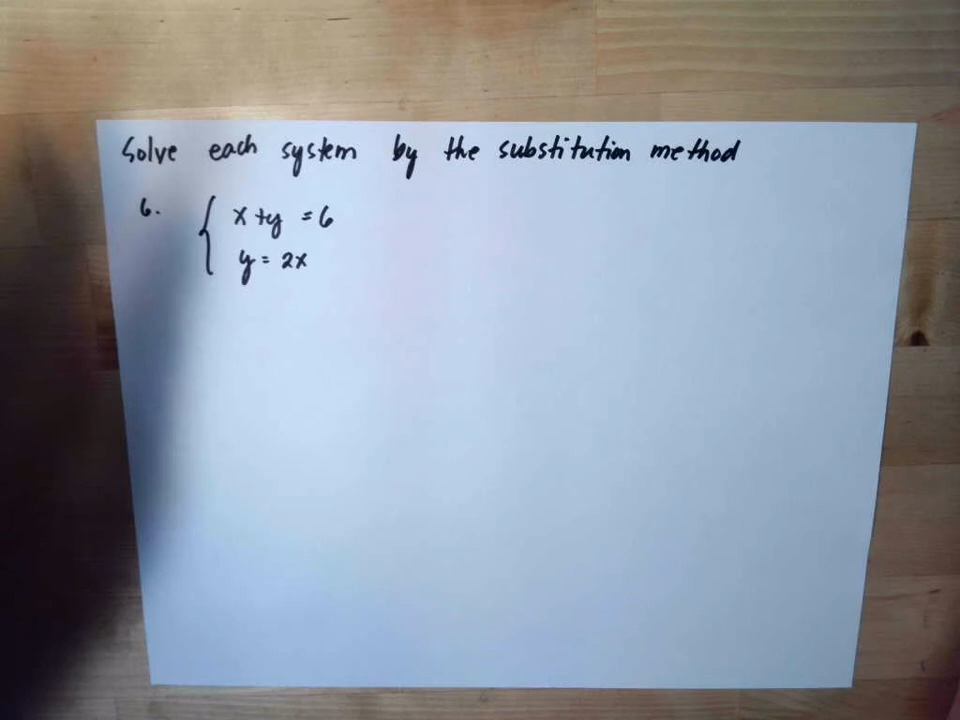 Solve each system by the substitution method
6. { x + y = 6
y = 2x